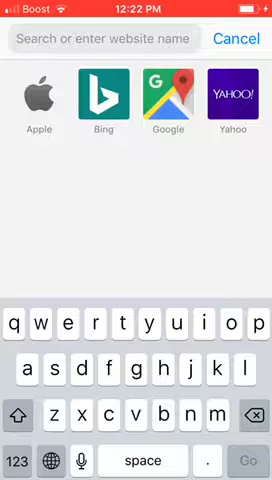 Boost 12:22 PM
Search or enter website name Cancel
G YAHOO!
Apple Bing Google Yahoo
q w e r t y u i o p
a s d f g h j k l
z x c v b n m
123 space . Go